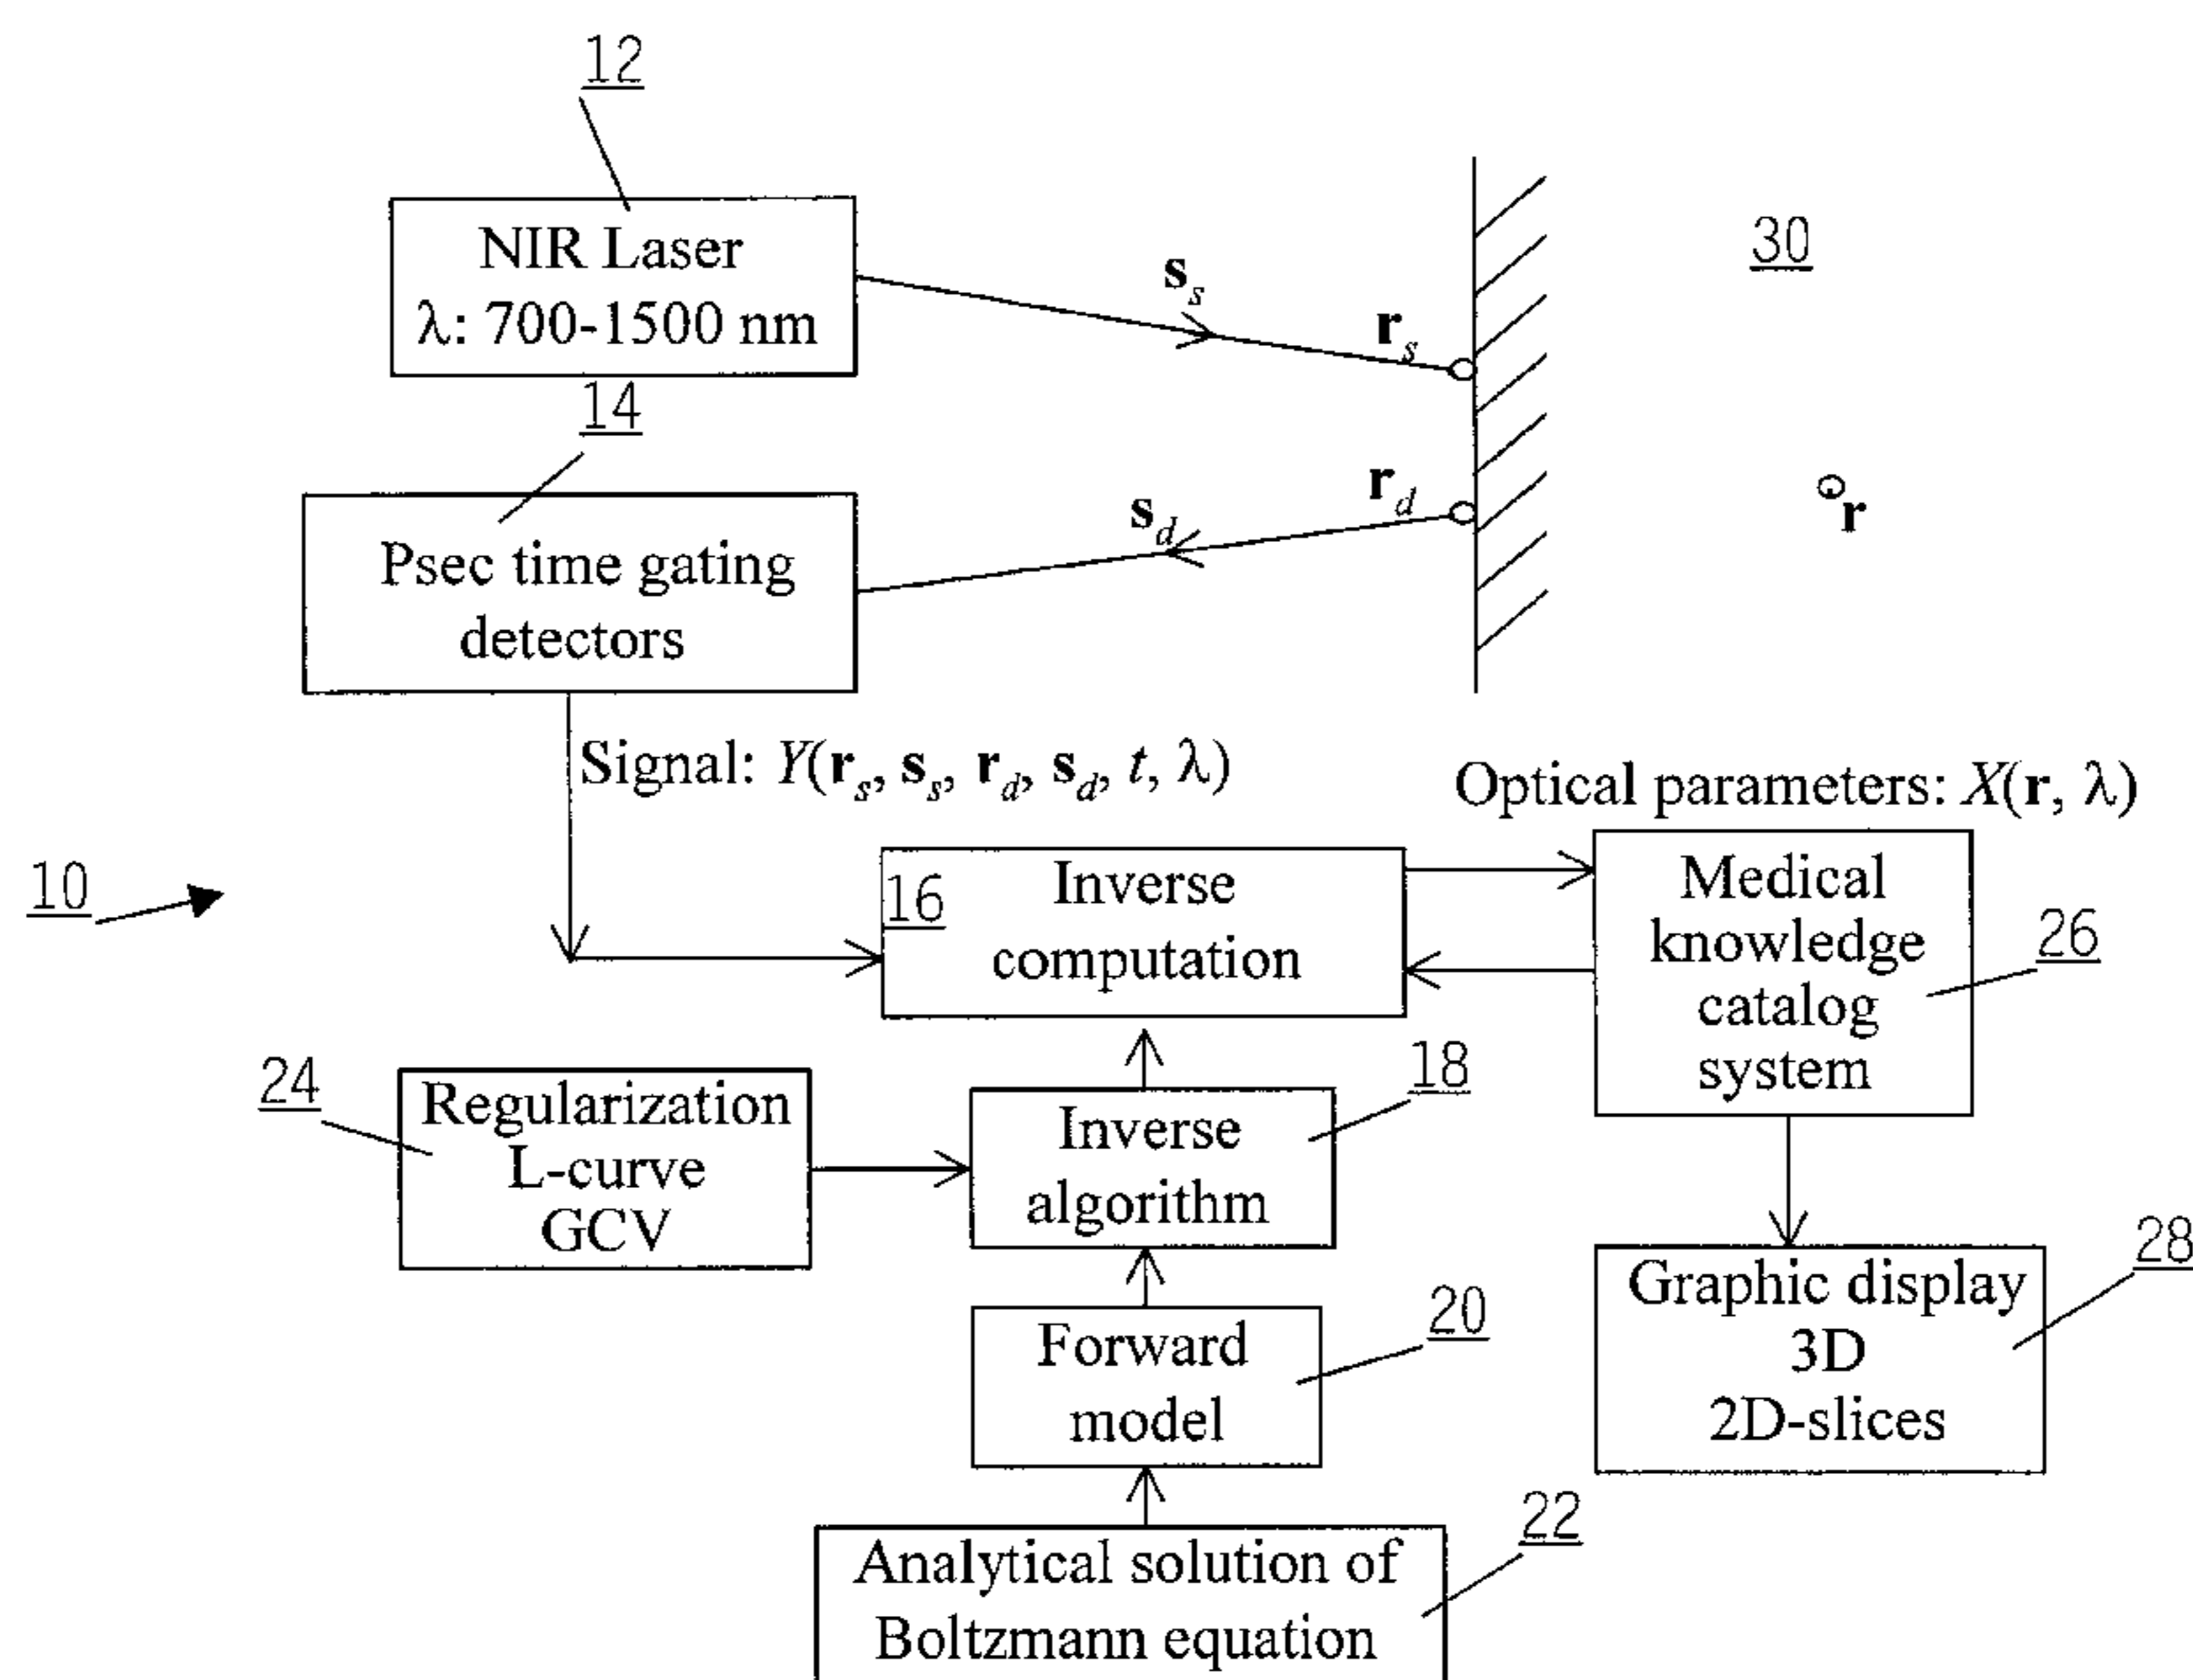 12
NIR Laser
λ: 700-1500 nm
s_s
r_s
30
14
Psec time gating
detectors
s_d
r_d
r
Signal: Y(r_s, s_s, r_d, s_d, t, λ)
Optical parameters: X(r, λ)
10
16
Inverse
computation
Medical
knowledge
catalog
system
26
24
Regularization
L-curve
GCV
Inverse
algorithm
18
Forward
model
20
Graphic display
3D
2D-slices
28
Analytical solution of
Boltzmann equation
22